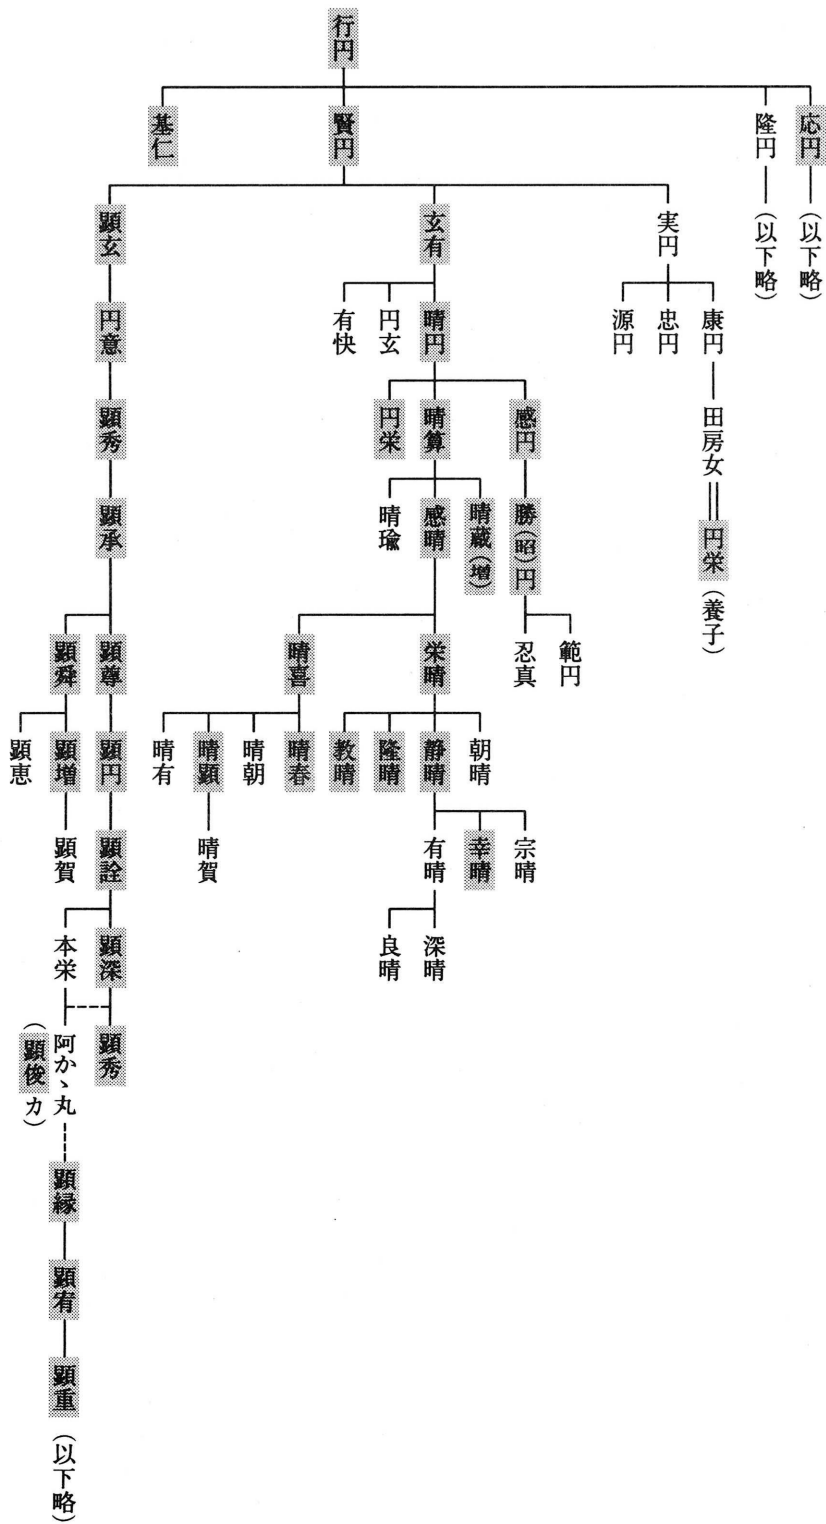 行円
応円
(以下略)
隆円
(以下略)
賢円
基仁
実円
玄有
顕玄
康円
忠円
源円
田房女
円栄(養子)
晴円
円玄
有快
感円
晴算
円栄
勝(昭)円
範円
忍真
晴蔵(増)
感晴
晴瑜
栄晴
晴喜
朝晴
静晴
隆晴
教晴
宗晴
幸晴
有晴
深晴
良晴
晴春
晴朝
晴顕
晴有
晴賀
円意
顕秀
顕承
顕尊
顕舜
顕円
顕詮
顕増
顕恵
顕賀
顕深
本栄
顕秀
阿かゝ丸
(顕俊カ)
顕縁
顕宥
顕重
(以下略)